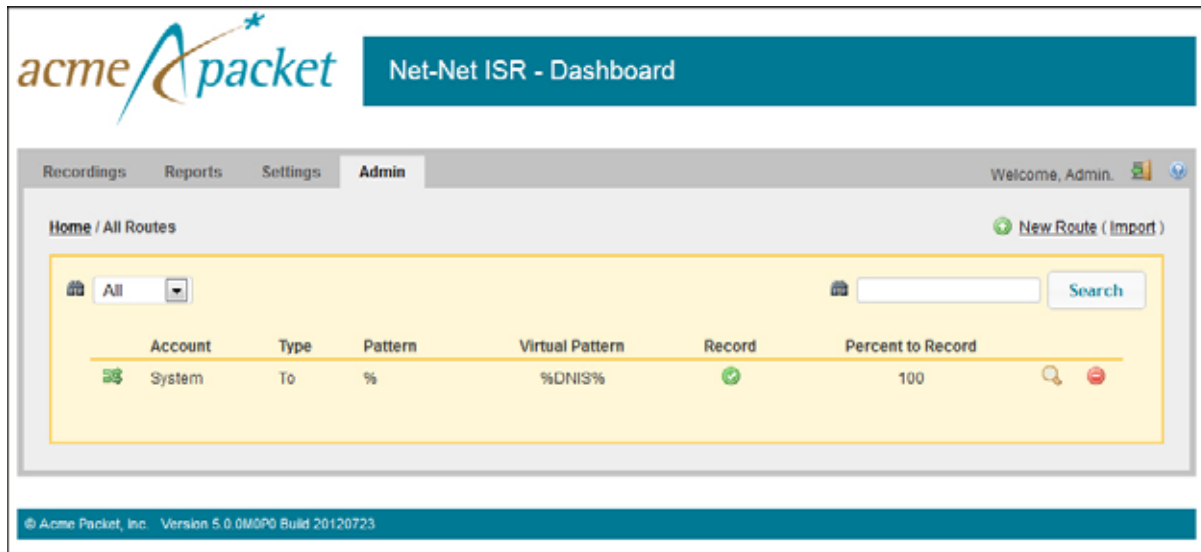 acme packet
Net-Net ISR - Dashboard
Recordings Reports Settings Admin
Welcome, Admin.
Home / All Routes
New Route ( Import )
All
Search
Account Type Pattern Virtual Pattern Record Percent to Record
System To % %DNIS% 100
© Acme Packet, Inc. Version 5.0.0M0P0 Build 20120723